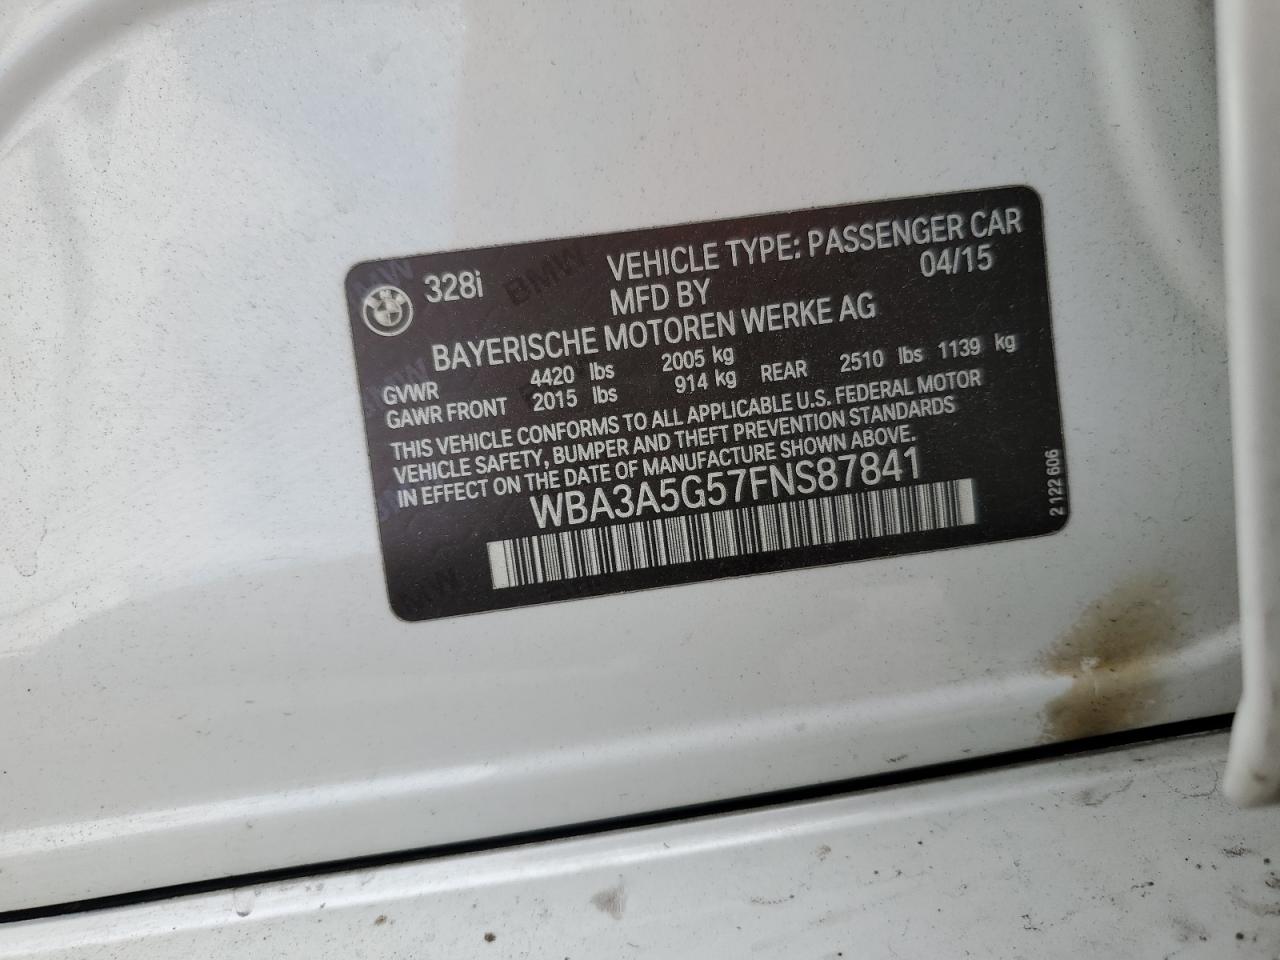 328i
VEHICLE TYPE: PASSENGER CAR
MFD BY 04/15
BAYERISCHE MOTOREN WERKE AG
GVWR 4420 lbs 2005 kg
GAWR FRONT 2015 lbs 914 kg REAR 2510 lbs 1139 kg
THIS VEHICLE CONFORMS TO ALL APPLICABLE U.S. FEDERAL MOTOR
VEHICLE SAFETY, BUMPER AND THEFT PREVENTION STANDARDS
IN EFFECT ON THE DATE OF MANUFACTURE SHOWN ABOVE.
WBA3A5G57FNS87841
2 122 606
BMW